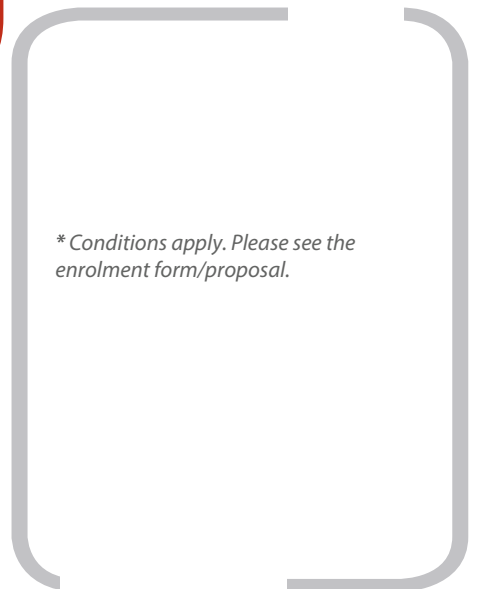 * Conditions apply. Please see the
enrolment form/proposal.